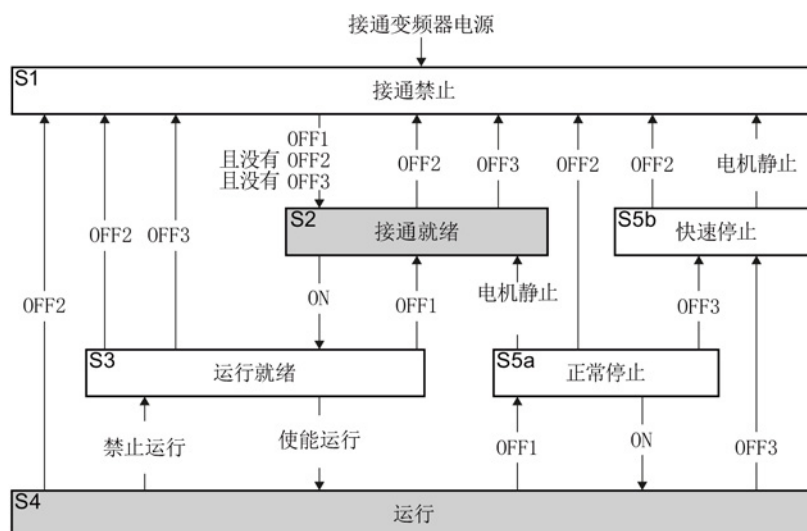 接通变频器电源
S1
接通禁止
OFF1
且没有 OFF2
且没有 OFF3
OFF2
OFF3
OFF2
OFF2
电机静止
S2
接通就绪
S5b
快速停止
OFF2
OFF3
OFF2
ON
OFF1
电机静止
OFF3
S3
运行就绪
S5a
正常停止
禁止运行
使能运行
OFF1
ON
OFF3
S4
运行